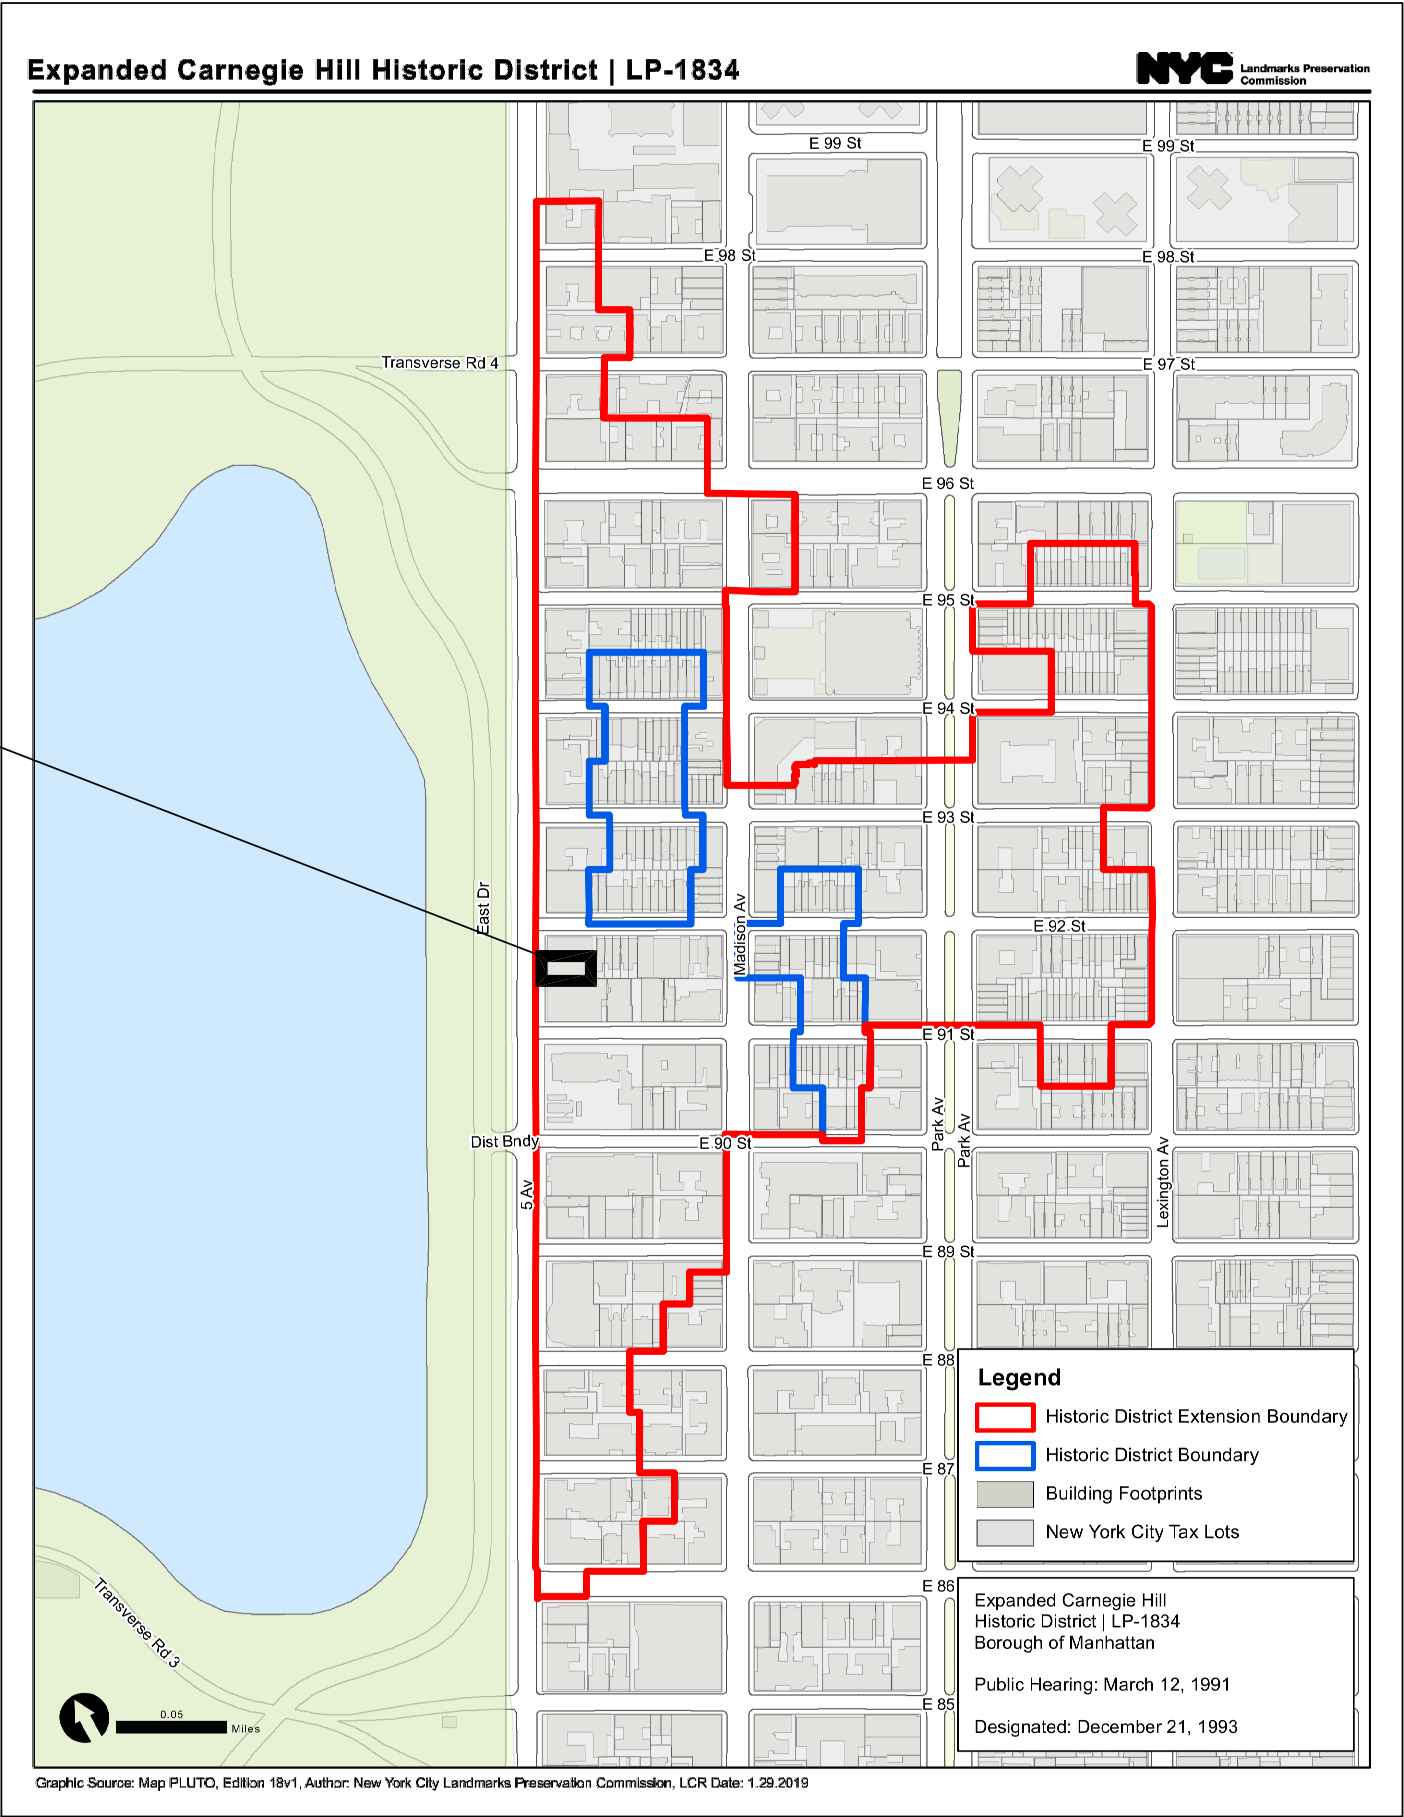 Expanded Carnegie Hill Historic District | LP-1834
NYC Landmarks Preservation
Commission
E 99 St
E 99 St
E 98 St
E 98 St
Transverse Rd 4
E 97 St
E 96 St
E 95 St
E 94 St
E 93 St
East Dr
Madison Av
E 92 St
E 91 St
Park Av
Park Av
Dist Bndy
E 90 St
Lexington Av
5 Av
E 89 St
E 88
Legend
Historic District Extension Boundary
Historic District Boundary
Building Footprints
New York City Tax Lots
E 87
E 86
Transverse Rd 3
Expanded Carnegie Hill
Historic District | LP-1834
Borough of Manhattan
Public Hearing: March 12, 1991
Designated: December 21, 1993
E 85
0.05
Miles
Graphic Source: Map PLUTO, Edition 18v1, Author: New York City Landmarks Preservation Commission, LCR Date: 1.29.2019